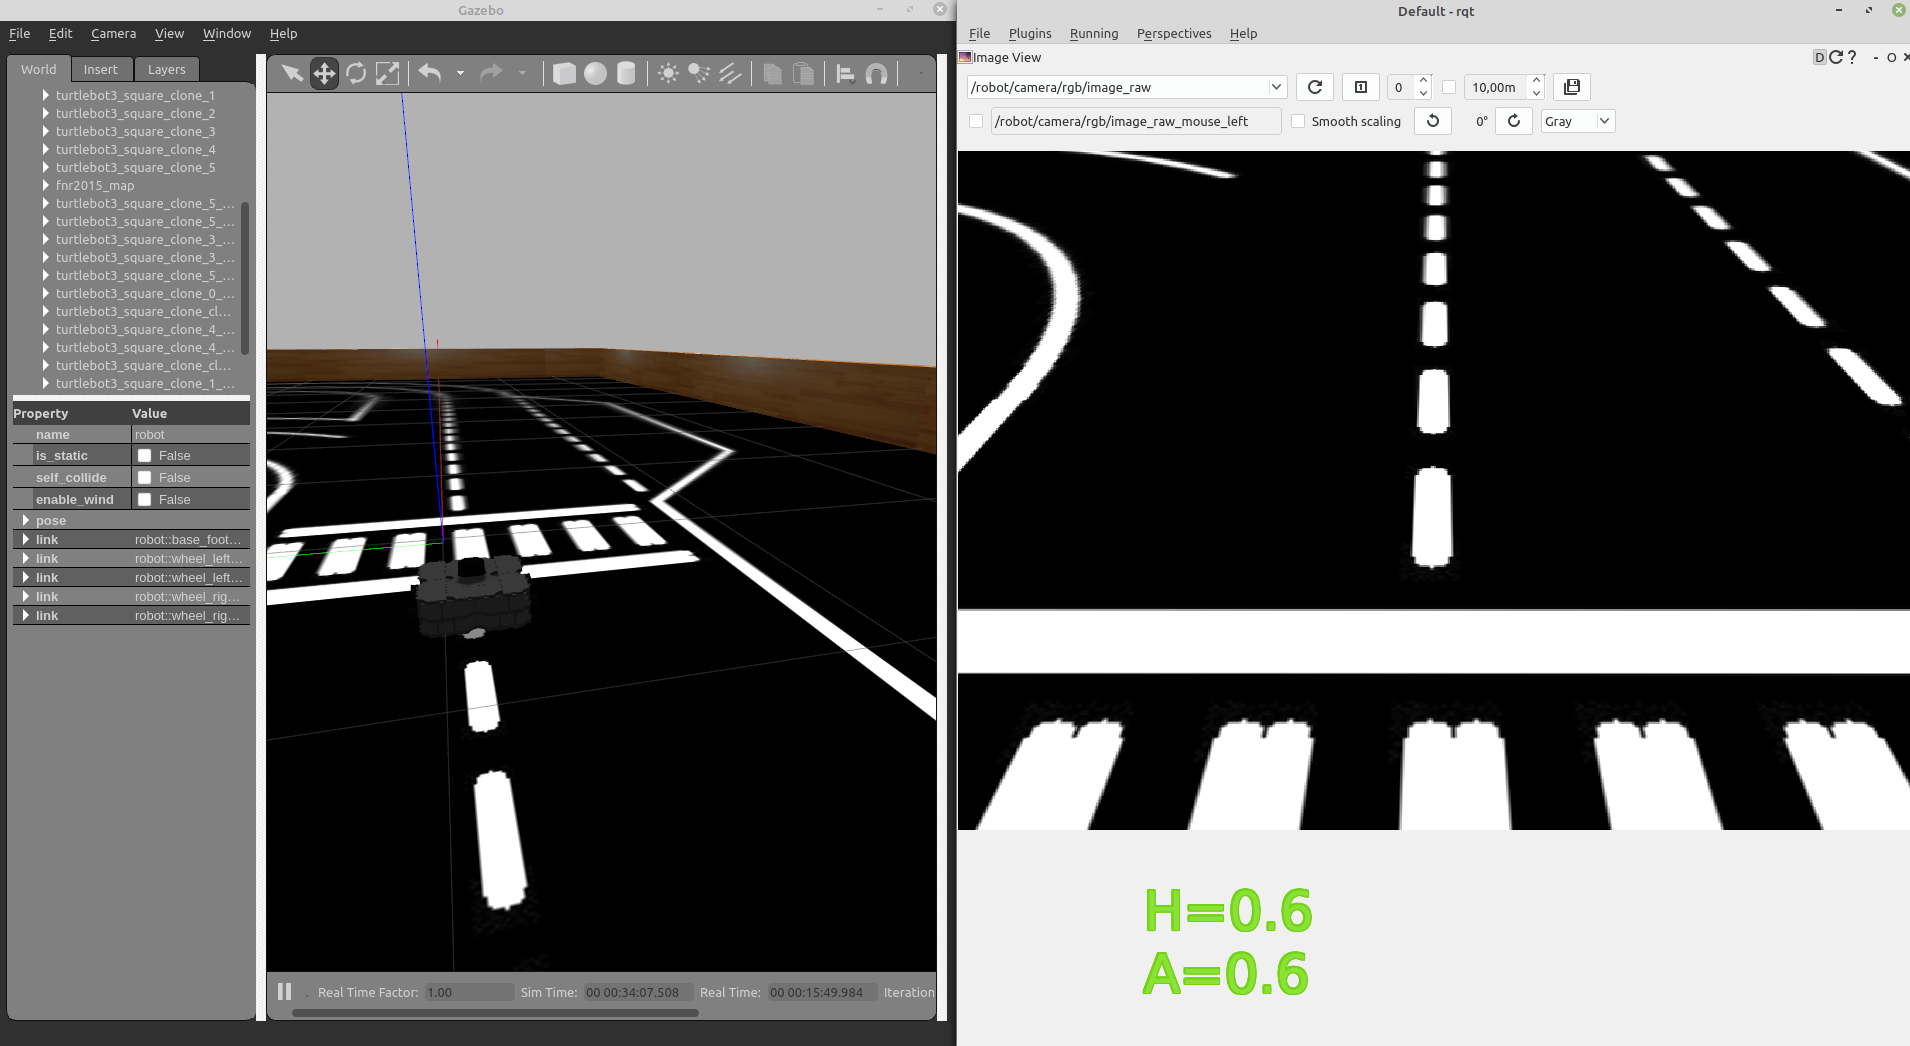 Gazebo
File Edit Camera View Window Help
World Insert Layers
turtlebot3_square_clone_1
turtlebot3_square_clone_2
turtlebot3_square_clone_3
turtlebot3_square_clone_4
turtlebot3_square_clone_5
fnr2015_map
turtlebot3_square_clone_5_...
turtlebot3_square_clone_5_...
turtlebot3_square_clone_3_...
turtlebot3_square_clone_3_...
turtlebot3_square_clone_5_...
turtlebot3_square_clone_0_...
turtlebot3_square_clone_cl...
turtlebot3_square_clone_4_...
turtlebot3_square_clone_4_...
turtlebot3_square_clone_cl...
turtlebot3_square_clone_1_...
Property Value
name robot
is_static False
self_collide False
enable_wind False
pose
link robot::base_foot...
link robot::wheel_left...
link robot::wheel_left...
link robot::wheel_rig...
link robot::wheel_rig...
Real Time Factor: 1.00 Sim Time: 00 00:34:07.508 Real Time: 00 00:15:49.984 Iteration
Default - rqt
File Plugins Running Perspectives Help
Image View D ? - O
/robot/camera/rgb/image_raw 1 0 10,00m
/robot/camera/rgb/image_raw_mouse_left Smooth scaling 0° Gray
H=0.6
A=0.6